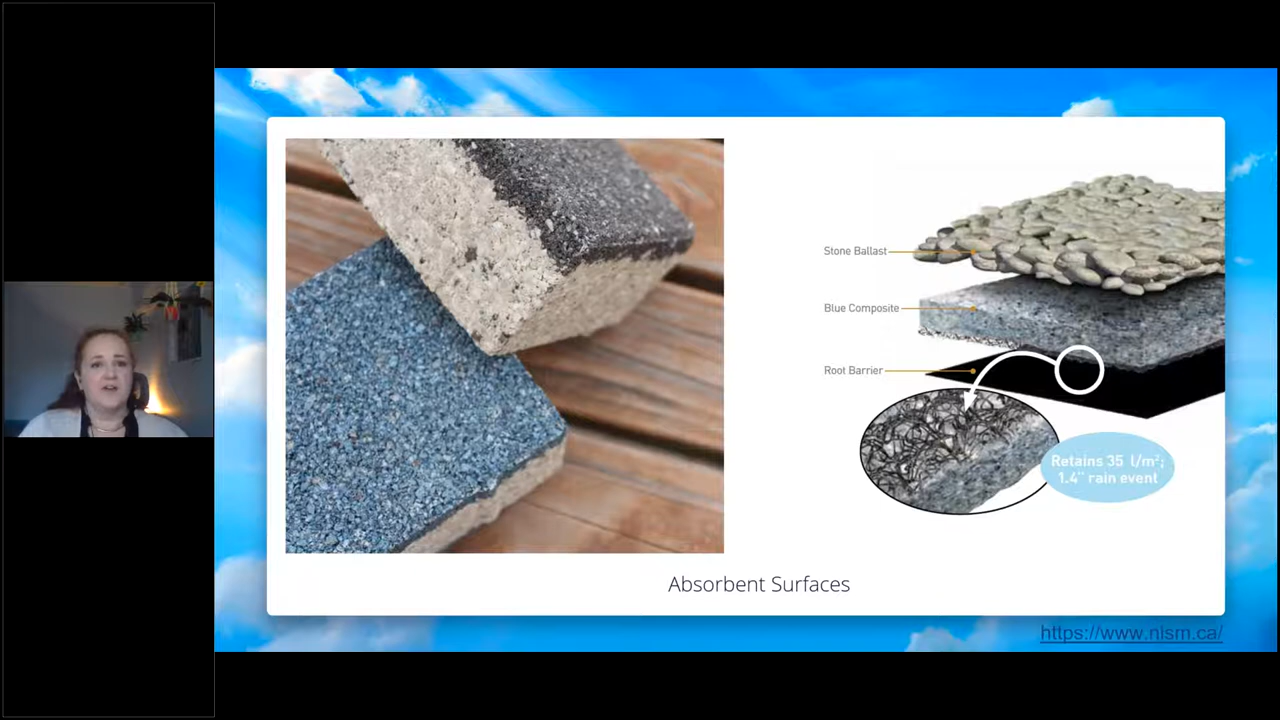 Stone Ballast
Blue Composite
Root Barrier
Retains 35 l/m²;
1.4" rain event
Absorbent Surfaces
https://www.nlsm.ca/